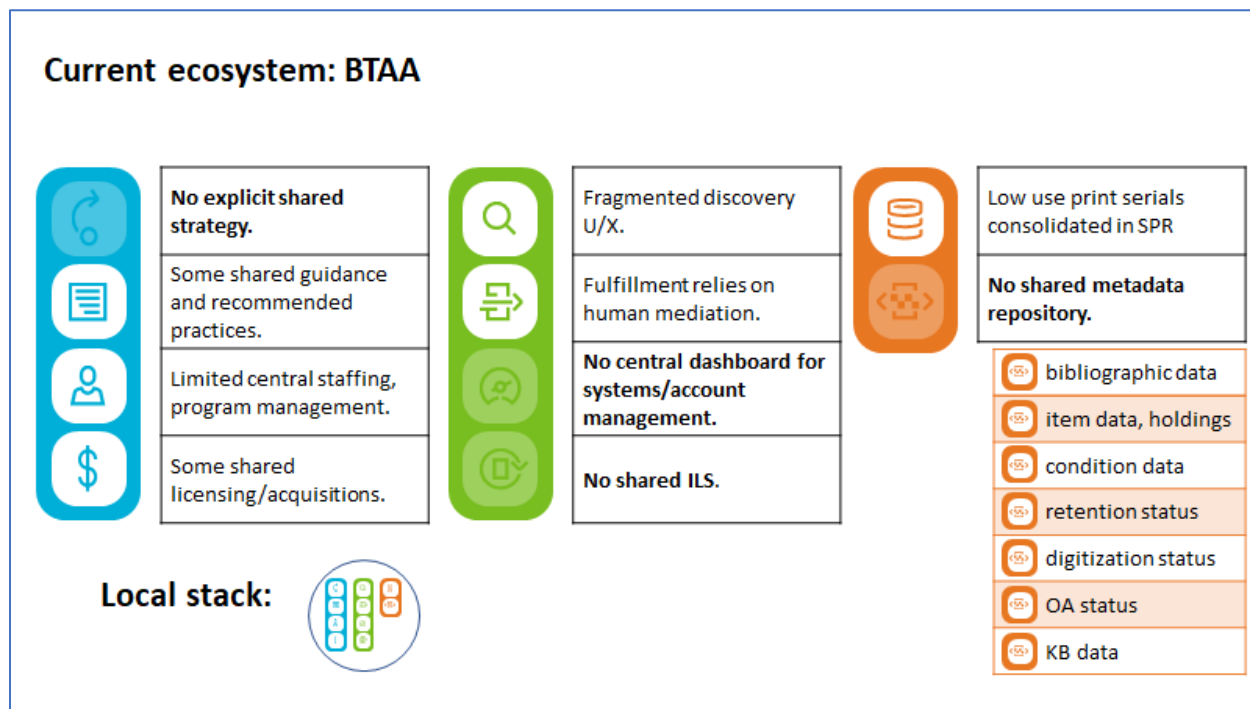 Current ecosystem: BTAA
No explicit shared
strategy.
Some shared guidance
and recommended
practices.
Limited central staffing,
program management.
Some shared
licensing/acquisitions.
$
Fragmented discovery
U/X.
Fulfillment relies on
human mediation.
No central dashboard for
systems/account
management.
No shared ILS.
Low use print serials
consolidated in SPR
No shared metadata
repository.
bibliographic data
item data, holdings
condition data
retention status
digitization status
OA status
KB data
Local stack: